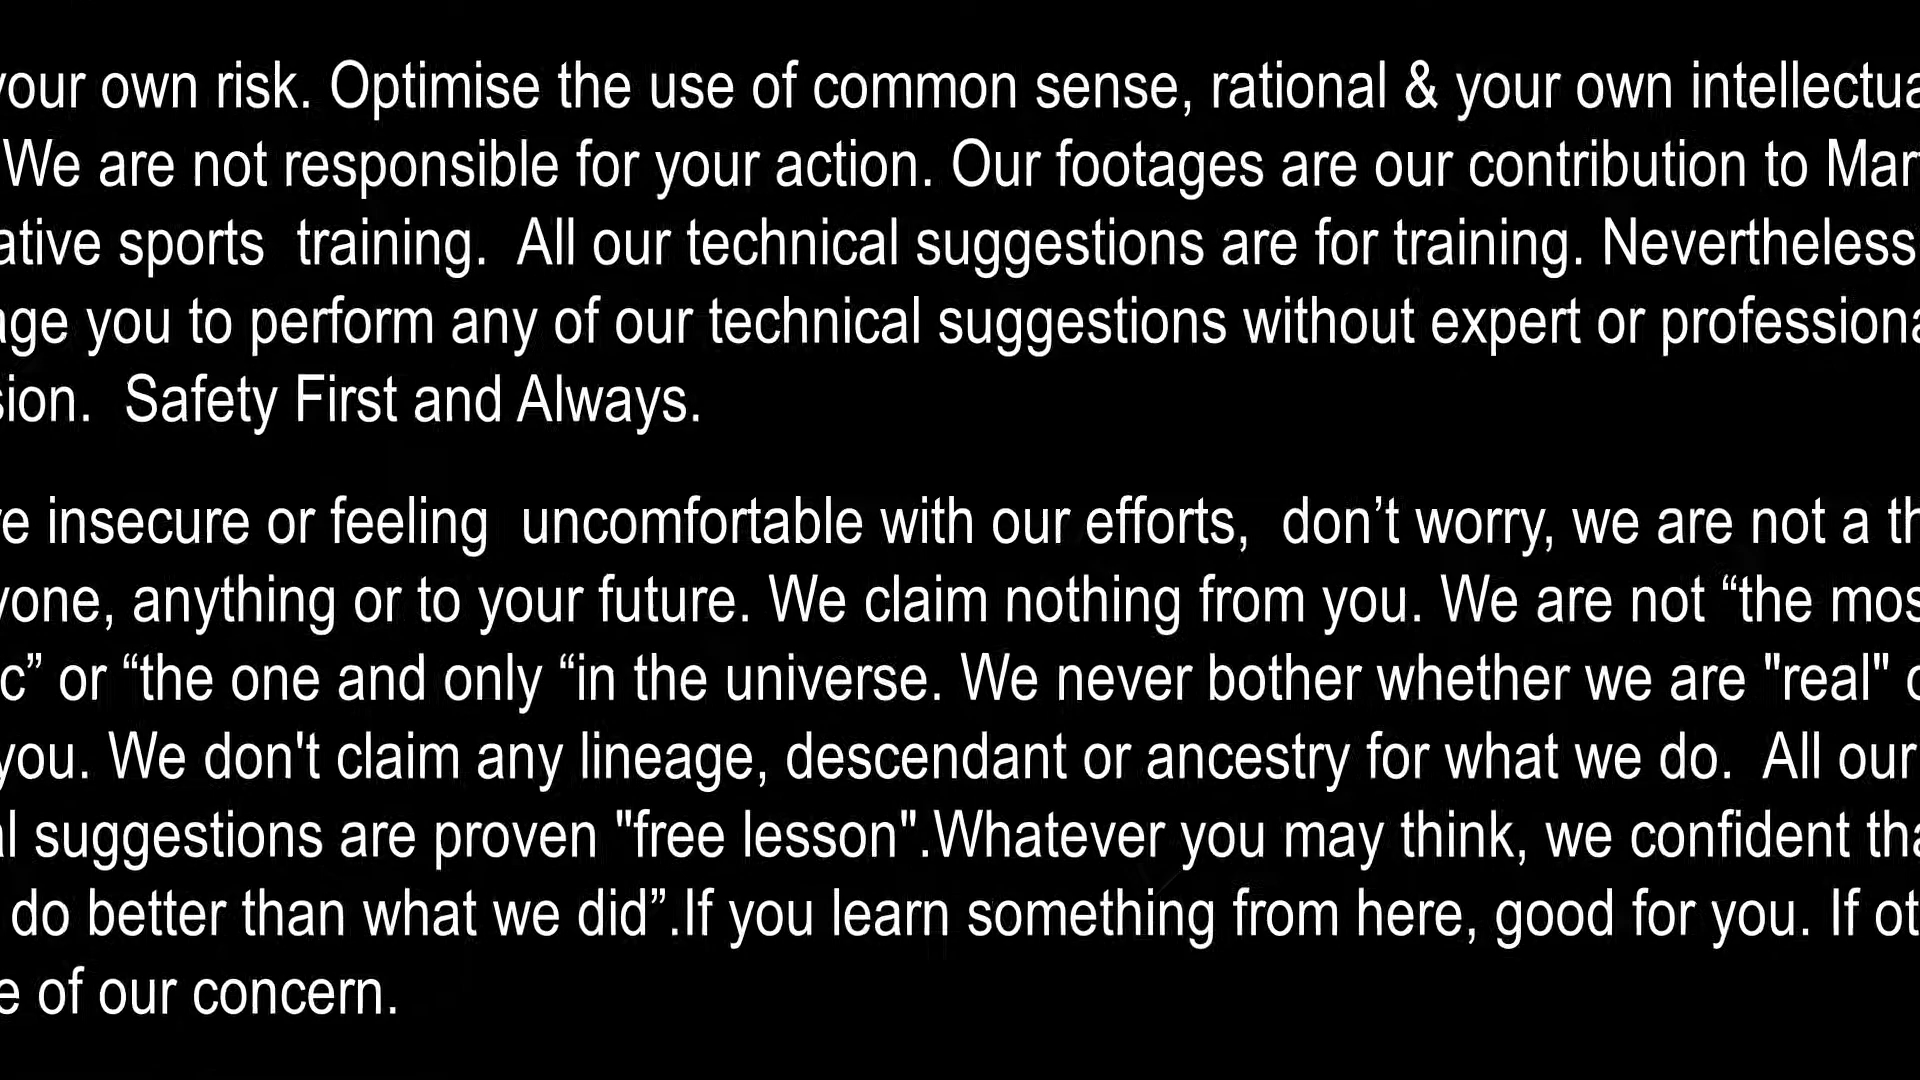 your own risk. Optimise the use of common sense, rational & your own intellectua
We are not responsible for your action. Our footages are our contribution to Mar
ative sports  training.  All our technical suggestions are for training. Nevertheless
age you to perform any of our technical suggestions without expert or professiona
sion.  Safety First and Always.
re insecure or feeling  uncomfortable with our efforts,  don’t worry, we are not a th
yone, anything or to your future. We claim nothing from you. We are not “the mos
c” or “the one and only “in the universe. We never bother whether we are "real" o
you. We don't claim any lineage, descendant or ancestry for what we do.  All our
al suggestions are proven "free lesson".Whatever you may think, we confident tha
do better than what we did”.If you learn something from here, good for you. If ot
e of our concern.